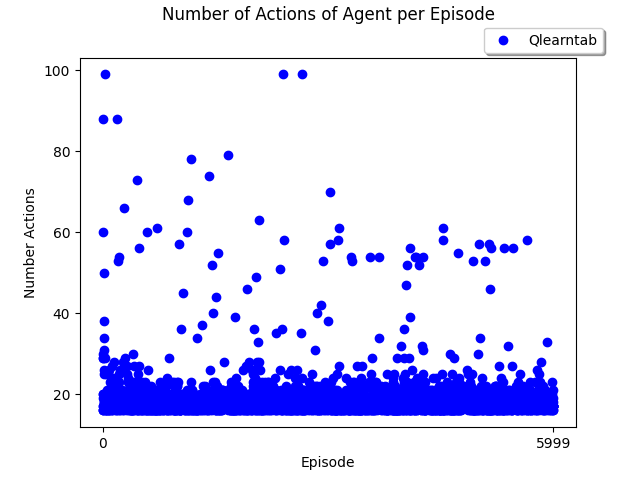 Number of Actions of Agent per Episode
Qlearntab
100
80
60
40
20
Number Actions
0
5999
Episode